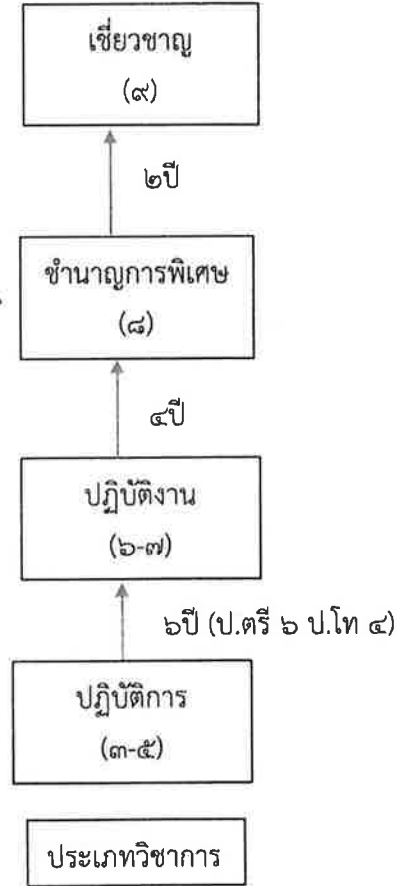 เชี่ยวชาญ
(๙)
๒ปี
ชำนาญการพิเศษ
(๘)
๔ปี
ปฏิบัติงาน
(๖-๗)
๖ปี (ป.ตรี ๖ ป.โท ๔)
ปฏิบัติการ
(๓-๕)
ประเภทวิชาการ